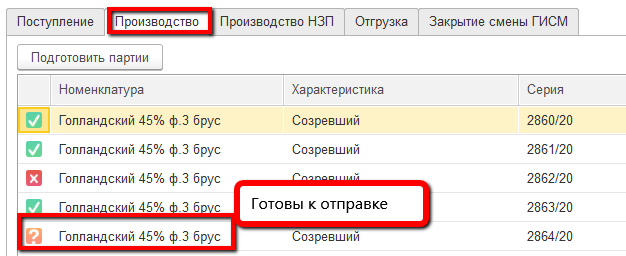 Поступление Производство Производство НЗП Отгрузка Закрытие смены ГИСМ
Подготовить партии
Номенклатура Характеристика Серия
Голландский 45% ф.3 брус Созревший 2860/20
Голландский 45% ф.3 брус Созревший 2861/20
Голландский 45% ф.3 брус Созревший 2862/20
Готовы к отправке
Голландский 45% ф.3 брус 2863/20
Голландский 45% ф.3 брус Созревший 2864/20